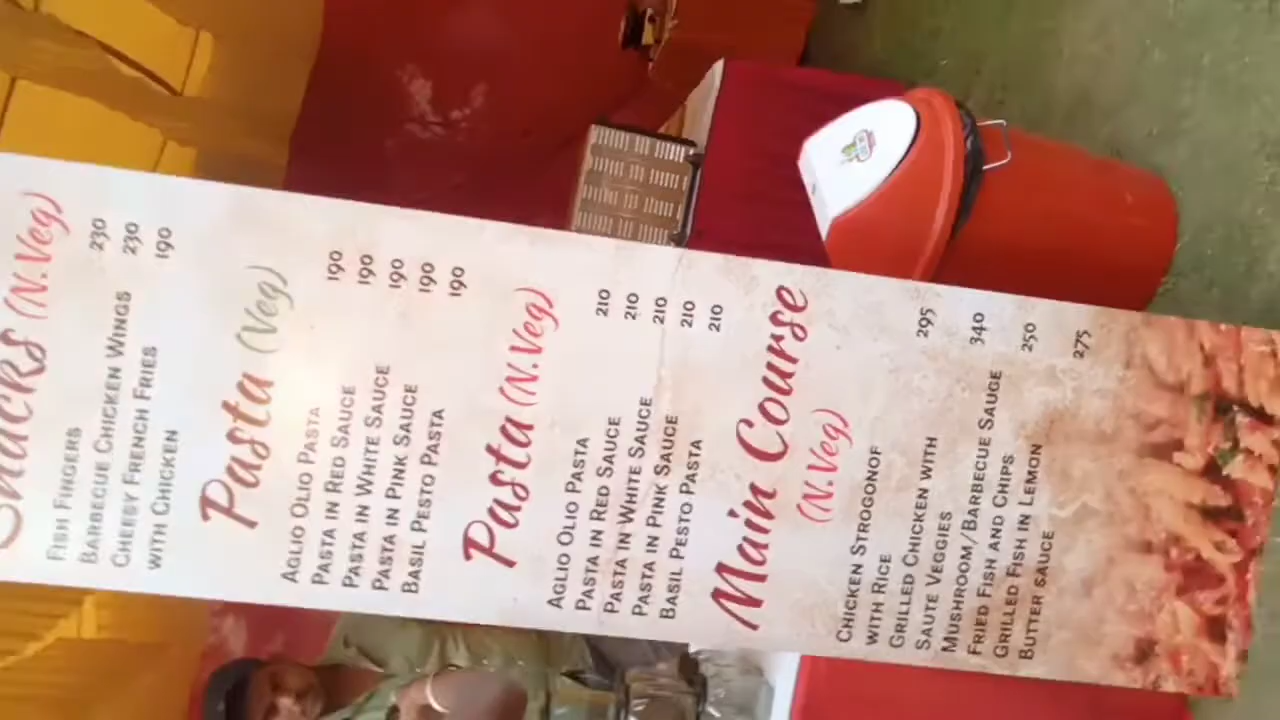 Snacks (N.Veg)
Fish Fingers 230
Barbecue Chicken Wings 230
Cheesy French Fries 190
with Chicken
Pasta (Veg)
Aglio Olio Pasta 190
Pasta in Red Sauce 190
Pasta in White Sauce 190
Pasta in Pink Sauce 190
Basil Pesto Pasta 190
Pasta (N.Veg)
Aglio Olio Pasta 210
Pasta in Red Sauce 210
Pasta in White Sauce 210
Pasta in Pink Sauce 210
Basil Pesto Pasta 210
Main Course
(N.Veg)
Chicken Strogonof 295
with Rice
Grilled Chicken with 340
Saute Veggies
Mushroom/Barbecue Sauce
Fried Fish and Chips 250
Grilled Fish in Lemon 275
Butter sauce